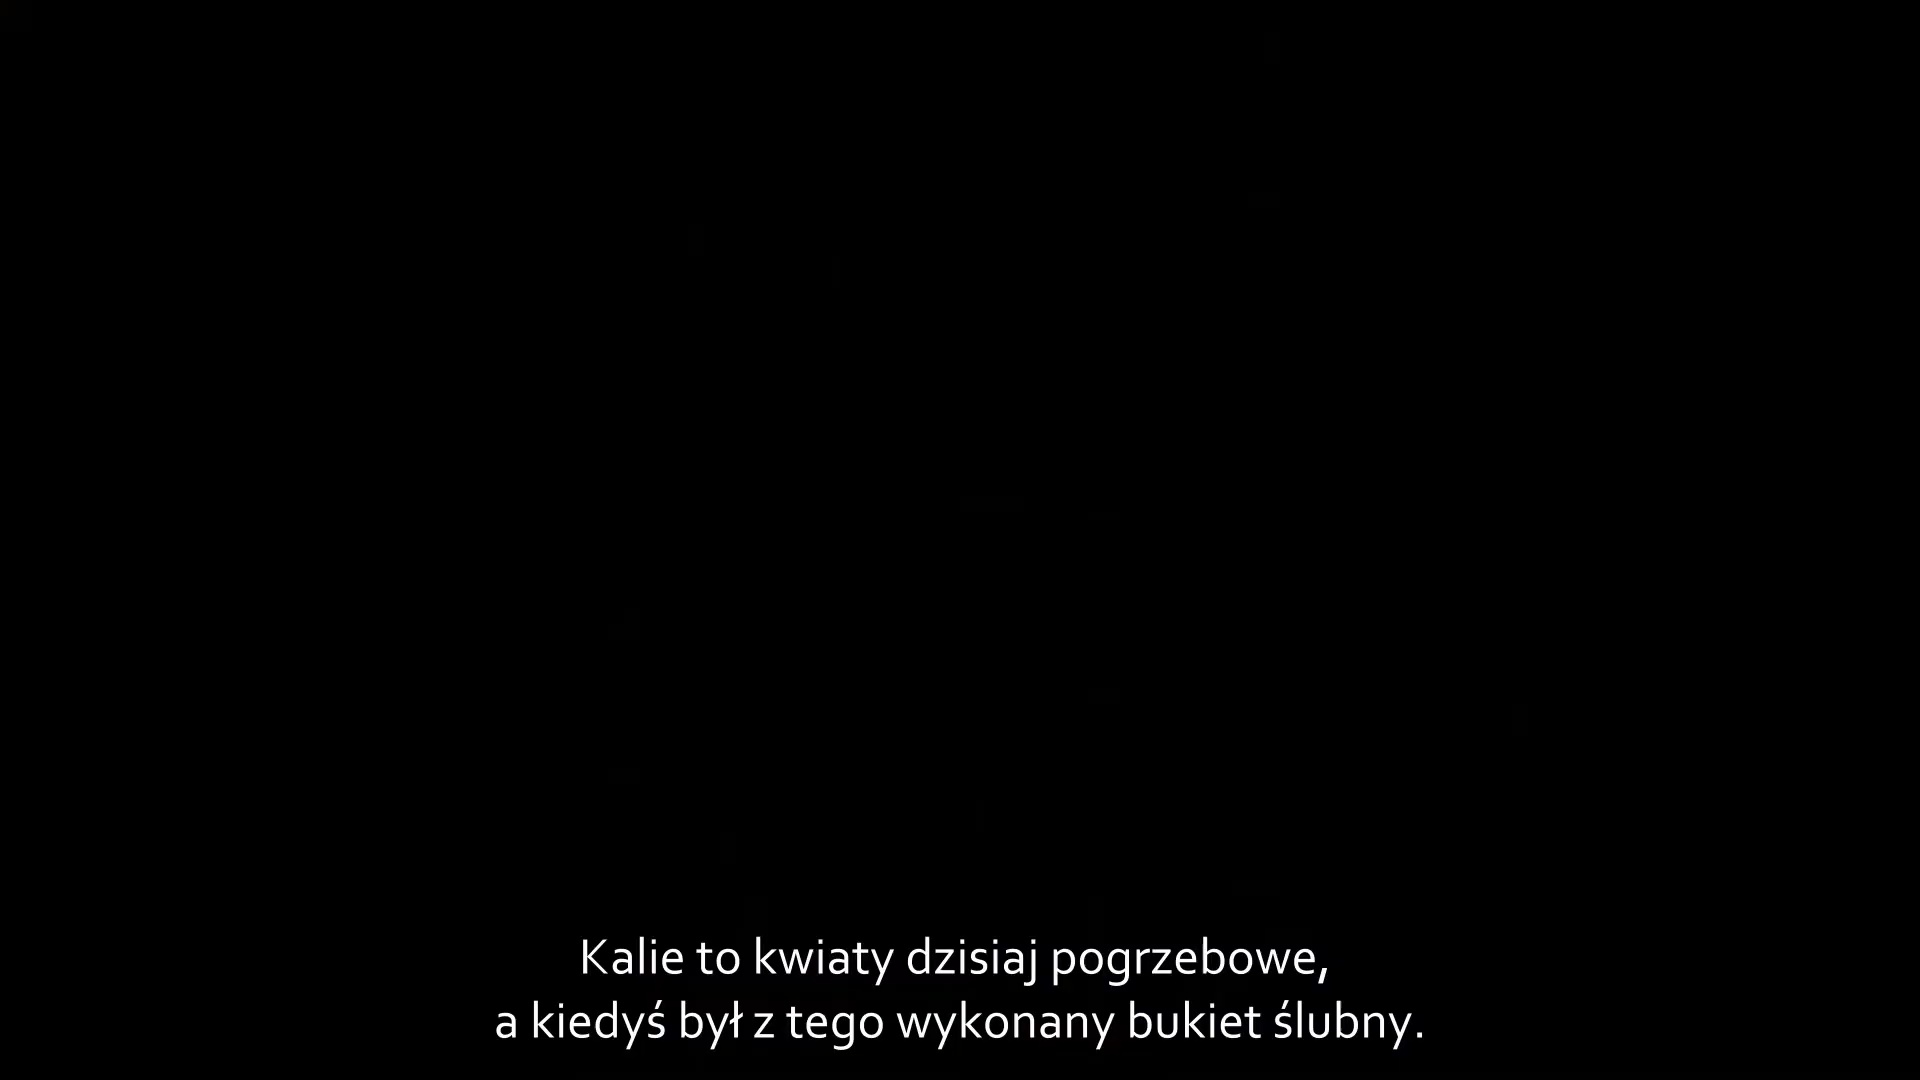 Kalie to kwiaty dzisiaj pogrzebowe,
a kiedyś był z tego wykonany bukiet ślubny.